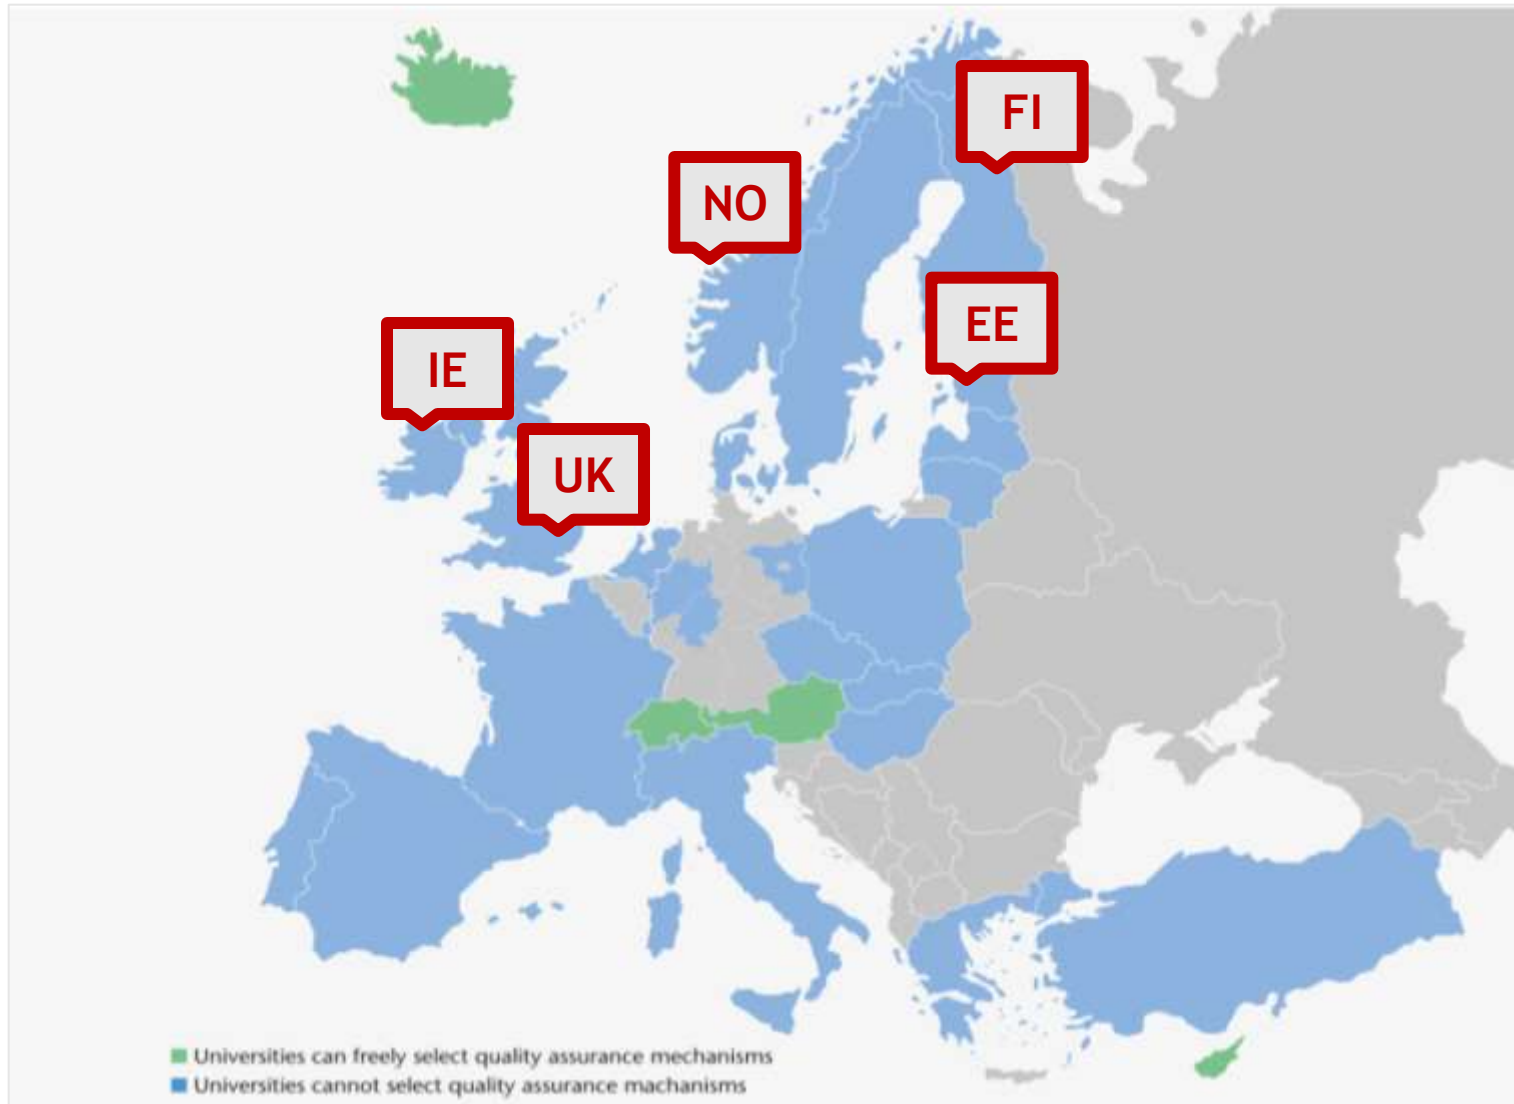 FI
NO
EE
IE
UK
Universities can freely select quality assurance mechanisms
Universities cannot select quality assurance machanisms